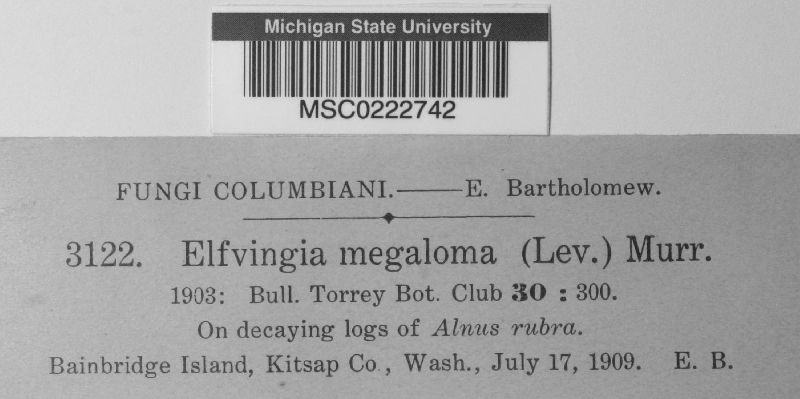 Michigan State University
MSC0222742
FUNGI COLUMBIANI.——E. Bartholomew.
3122. Elfvingia megaloma (Lev.) Murr.
1903: Bull. Torrey Bot. Club 30 : 300.
On decaying logs of Alnus rubra.
Bainbridge Island, Kitsap Co., Wash., July 17, 1909. E. B.